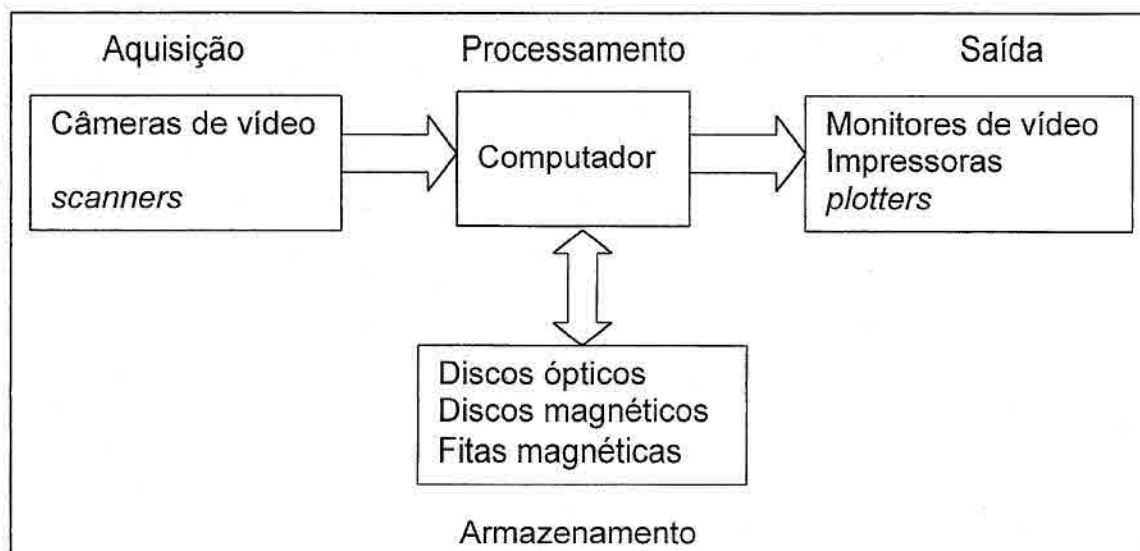 Aquisição
Processamento
Saída
Câmeras de vídeo
scanners
Computador
Monitores de vídeo
Impressoras
plotters
Discos ópticos
Discos magnéticos
Fitas magnéticas
Armazenamento